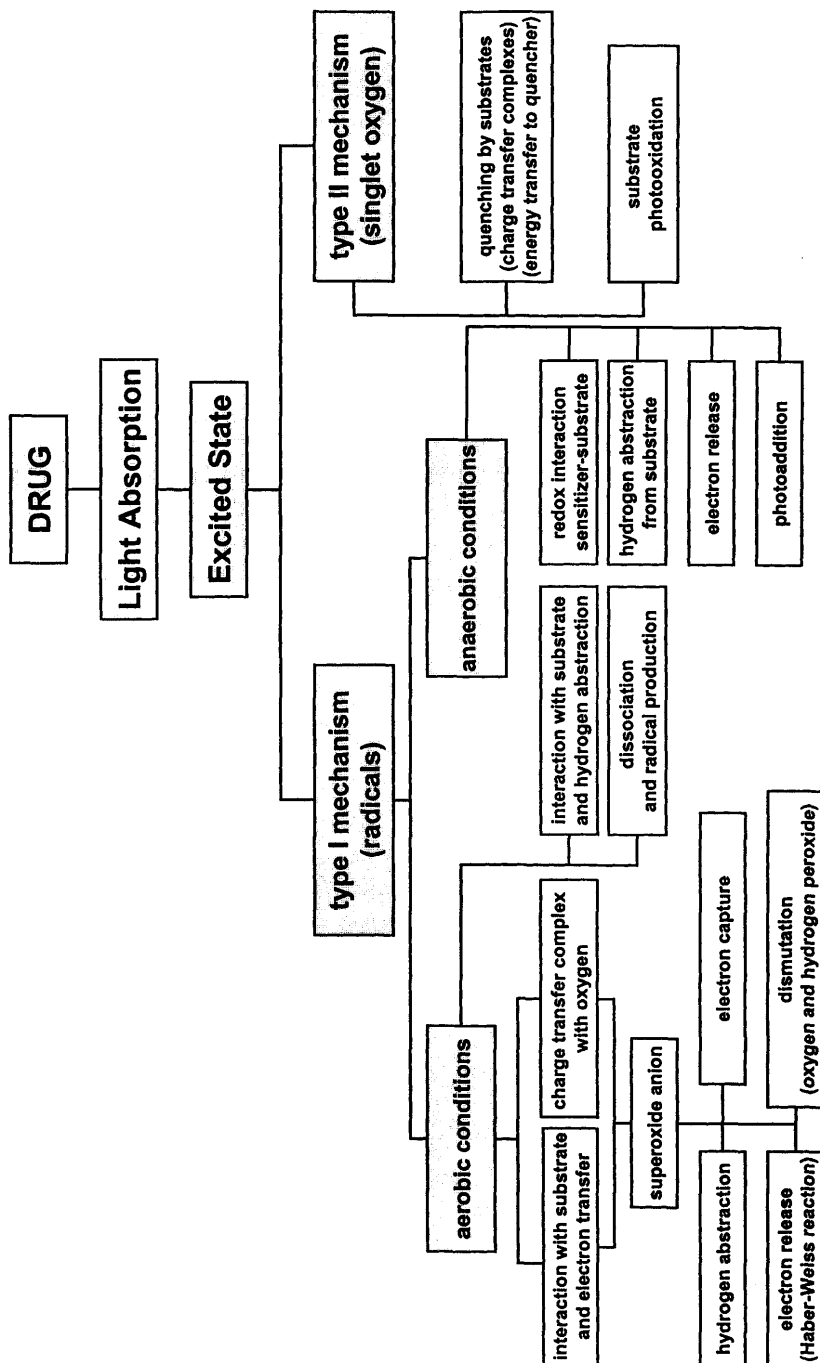 DRUG
Light Absorption
Excited State
type I mechanism
(radicals)
type II mechanism
(singlet oxygen)
aerobic conditions
anaerobic conditions
interaction with substrate
and electron transfer
charge transfer complex
with oxygen
interaction with substrate
and hydrogen abstraction
dissociation
and radical production
superoxide anion
hydrogen abstraction
electron capture
electron release
(Haber-Weiss reaction)
dismutation
(oxygen and hydrogen peroxide)
redox interaction
sensitizer-substrate
hydrogen abstraction
from substrate
electron release
photoaddition
quenching by substrates
(charge transfer complexes)
(energy transfer to quencher)
substrate
photooxidation